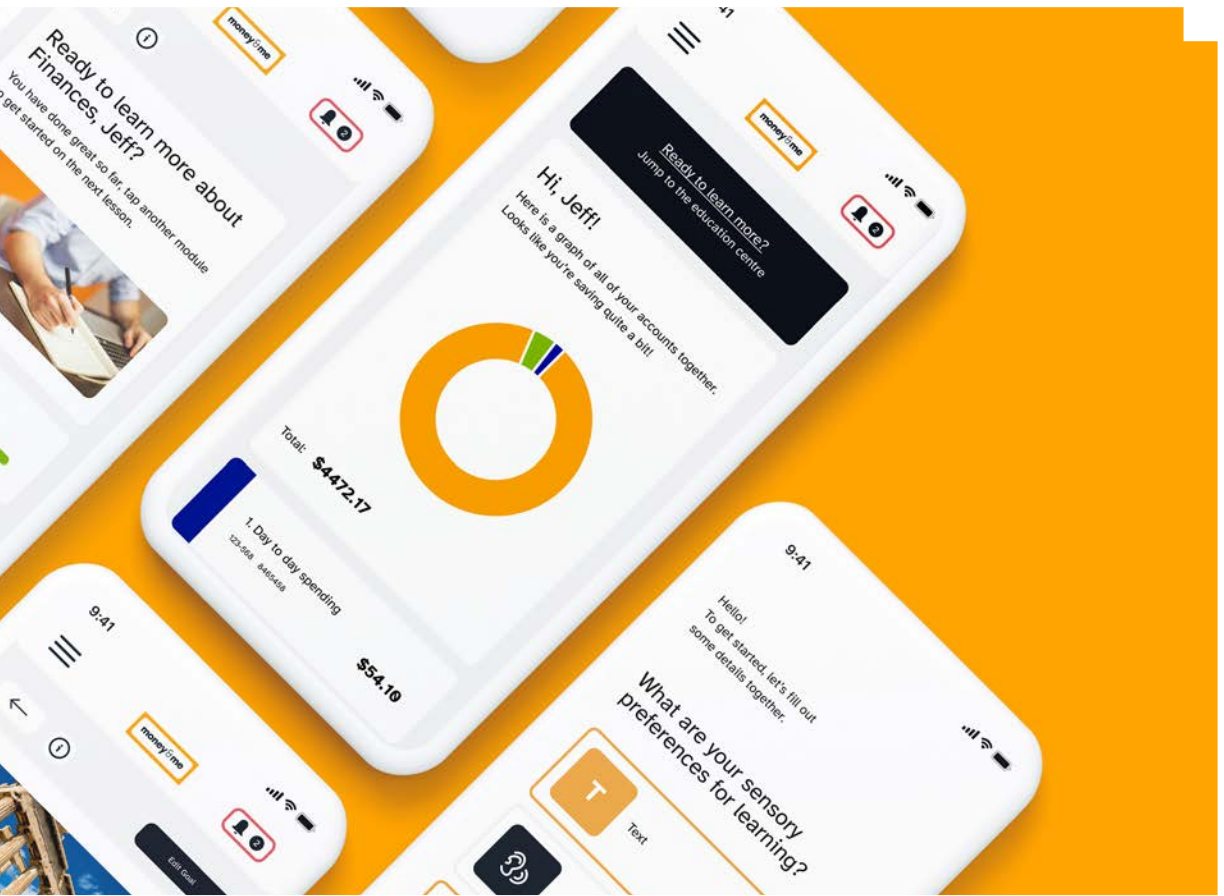 money&me
2
Ready to learn more about
Finances, Jeff?
You have done great so far, tap another module
get started on the next lesson.
money&me
2
Ready to learn more?
Jump to the education centre
Hi, Jeff!
Here is a graph of all of your accounts together.
Looks like you're saving quite a bit!
Total:
$4472.17
1. Day to day spending
123-568 8465458
$54.10
9:41
money&me
2
Edit Goal
9:41
Hello!
To get started, let's fill out
some details together.
What are your sensory
preferences for learning?
T
Text